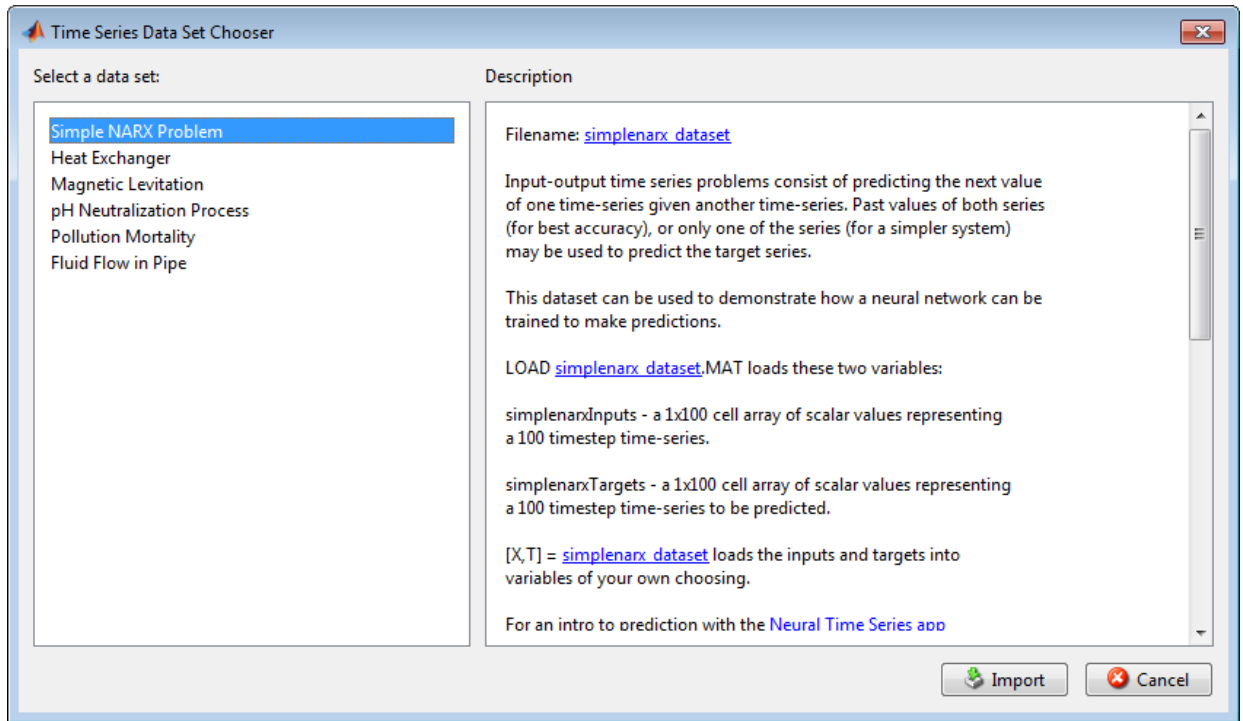 Time Series Data Set Chooser
Select a data set:
Simple NARX Problem
Heat Exchanger
Magnetic Levitation
pH Neutralization Process
Pollution Mortality
Fluid Flow in Pipe
Description
Filename: simplenarx_dataset
Input-output time series problems consist of predicting the next value
of one time-series given another time-series. Past values of both series
(for best accuracy), or only one of the series (for a simpler system)
may be used to predict the target series.
This dataset can be used to demonstrate how a neural network can be
trained to make predictions.
LOAD simplenarx_dataset.MAT loads these two variables:
simplenarxInputs - a 1x100 cell array of scalar values representing
a 100 timestep time-series.
simplenarxTargets - a 1x100 cell array of scalar values representing
a 100 timestep time-series to be predicted.
[X,T] = simplenarx_dataset loads the inputs and targets into
variables of your own choosing.
For an intro to prediction with the Neural Time Series app
Import
Cancel